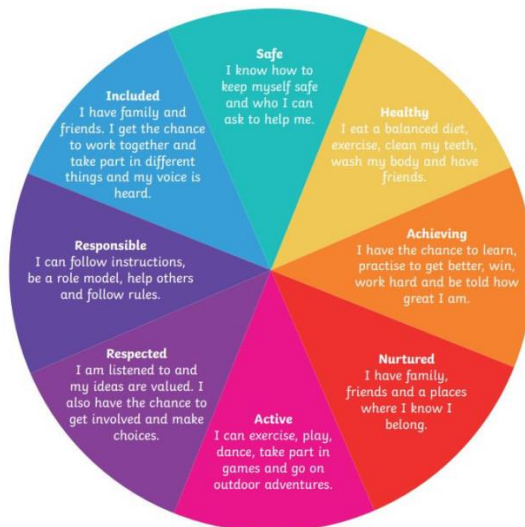 Safe
I know how to
keep myself safe
and who I can
ask to help me.
Healthy
I eat a balanced diet,
exercise, clean my teeth,
wash my body and have
friends.
Achieving
I have the chance to learn,
practise to get better, win,
work hard and be told how
great I am.
Nurtured
I have family,
friends and a places
where I know I
belong.
Active
I can exercise, play,
dance, take part in
games and go on
outdoor adventures.
Respected
I am listened to and
my ideas are valued. I
also have the chance to
get involved and make
choices.
Responsible
I can follow instructions,
be a role model, help others
and follow rules.
Included
I have family and
friends. I get the chance
to work together and
take part in different
things and my voice is
heard.